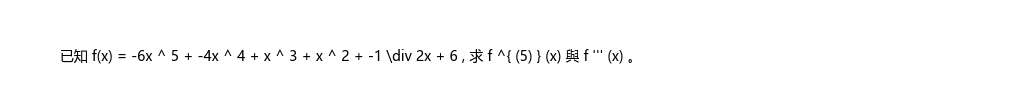 已知 f(x) = -6x ^ 5 + -4x ^ 4 + x ^ 3 + x ^ 2 + -1 \div 2x + 6 , 求 f ^{ (5) } (x) 與 f ''' (x) 。